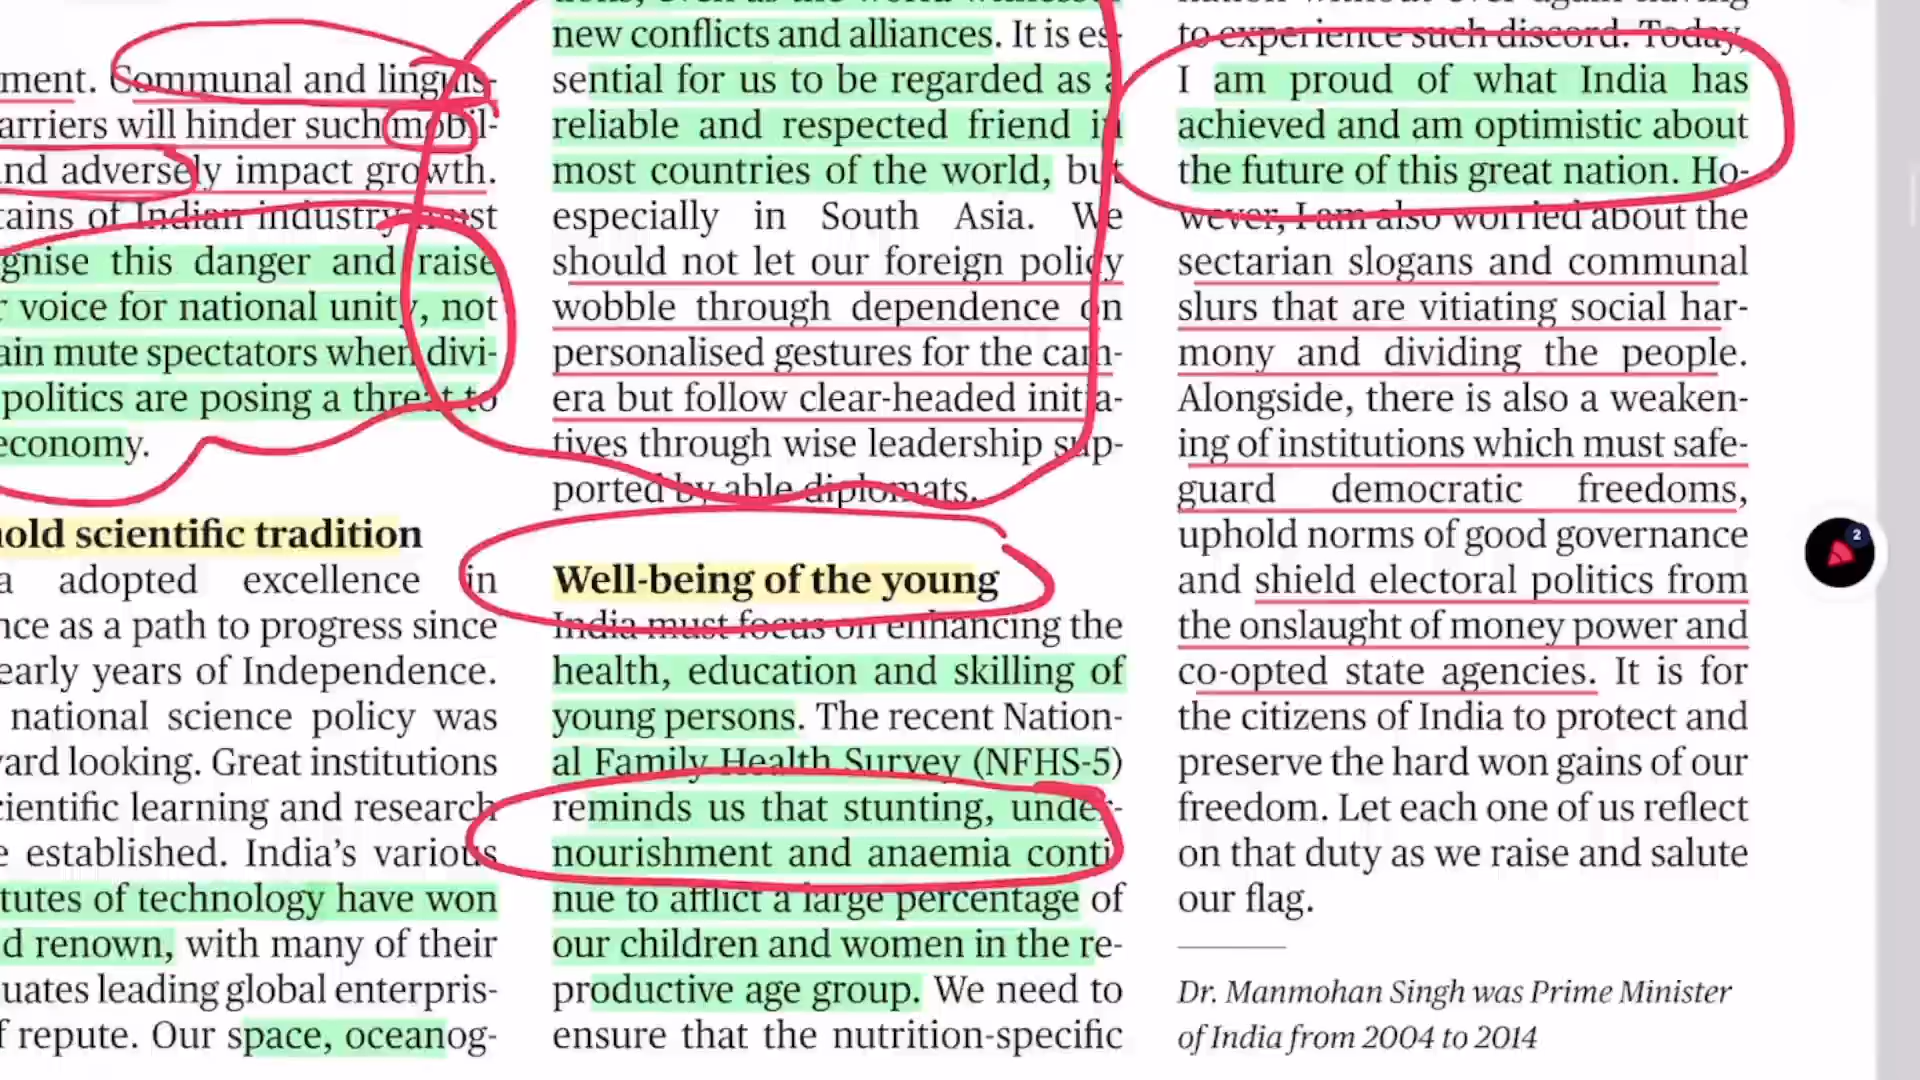 ment. Communal and linguis-
arriers will hinder such mobil-
nd adversely impact growth.
tains of Indian industry must
gnise this danger and raise
r voice for national unity, not
ain mute spectators when divi-
politics are posing a threat to
economy.
hold scientific tradition
a adopted excellence in
nce as a path to progress since
early years of Independence.
national science policy was
ward looking. Great institutions
cientific learning and research
e established. India's various
tutes of technology have won
d renown, with many of their
uates leading global enterpris-
f repute. Our space, oceanog-
tions, even as the world witnesses
new conflicts and alliances. It is es-
sential for us to be regarded as a
reliable and respected friend in
most countries of the world, but
especially in South Asia. We
should not let our foreign policy
wobble through dependence on
personalised gestures for the cam-
era but follow clear-headed initia-
tives through wise leadership sup-
ported by able diplomats.
Well-being of the young
India must focus on enhancing the
health, education and skilling of
young persons. The recent Nation-
al Family Health Survey (NFHS-5)
reminds us that stunting, under-
nourishment and anaemia conti
nue to afflict a large percentage of
our children and women in the re-
productive age group. We need to
ensure that the nutrition-specific
nation without ever again having
to experience such discord. Today,
I am proud of what India has
achieved and am optimistic about
the future of this great nation. Ho-
wever, I am also worried about the
sectarian slogans and communal
slurs that are vitiating social har-
mony and dividing the people.
Alongside, there is also a weaken-
ing of institutions which must safe-
guard democratic freedoms,
uphold norms of good governance
and shield electoral politics from
the onslaught of money power and
co-opted state agencies. It is for
the citizens of India to protect and
preserve the hard won gains of our
freedom. Let each one of us reflect
on that duty as we raise and salute
our flag.
Dr. Manmohan Singh was Prime Minister
of India from 2004 to 2014
2